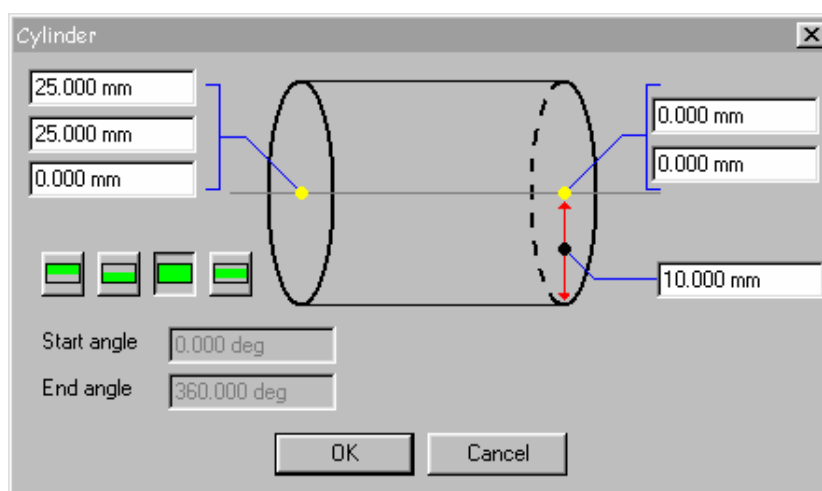 Cylinder
25.000 mm
25.000 mm
0.000 mm
0.000 mm
0.000 mm
10.000 mm
Start angle 0.000 deg
End angle 360.000 deg
OK Cancel